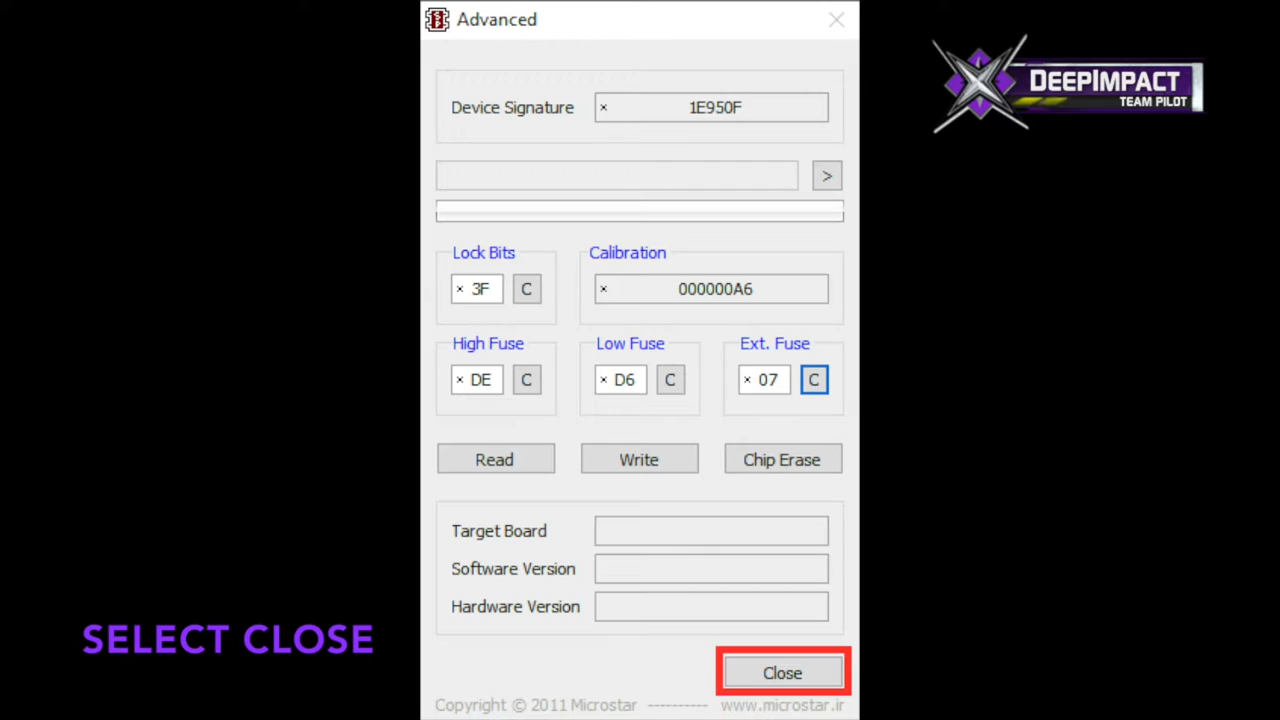 Advanced
DEEPIMPACT
TEAM PILOT
Device Signature × 1E950F
>
Lock Bits Calibration
× 3F C × 000000A6
High Fuse Low Fuse Ext. Fuse
× DE C × D6 C × 07 C
Read Write Chip Erase
Target Board
Software Version
Hardware Version
SELECT CLOSE
Close
Copyright © 2011 Microstar ---------- www.microstar.ir